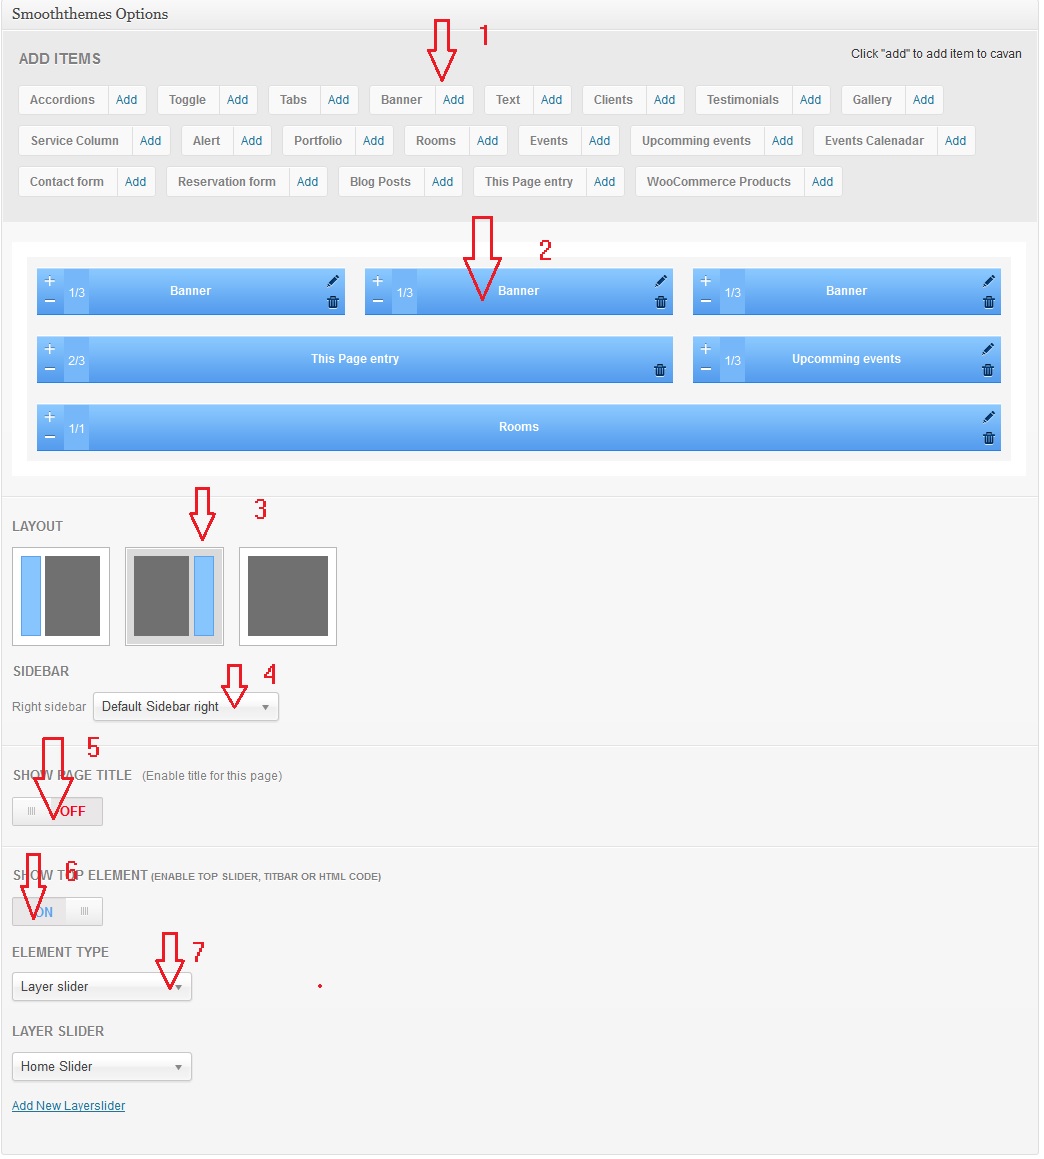 Smooththemes Options
1
ADD ITEMS
Click "add" to add item to cavan
Accordions Add Toggle Add Tabs Add Banner Add Text Add Clients Add Testimonials Add Gallery Add
Service Column Add Alert Add Portfolio Add Rooms Add Events Add Upcomming events Add Events Calenadar Add
Contact form Add Reservation form Add Blog Posts Add This Page entry Add WooCommerce Products Add
2
+ − 1/3 Banner + − 1/3 Banner + − 1/3 Banner
+ − 2/3 This Page entry + − 1/3 Upcomming events
+ − 1/1 Rooms
3
LAYOUT
SIDEBAR
4
Right sidebar Default Sidebar right
5
SHOW PAGE TITLE (Enable title for this page)
OFF
6
SHOW TOP ELEMENT (ENABLE TOP SLIDER, TITBAR OR HTML CODE)
ON
ELEMENT TYPE
7
Layer slider
LAYER SLIDER
Home Slider
Add New Layerslider